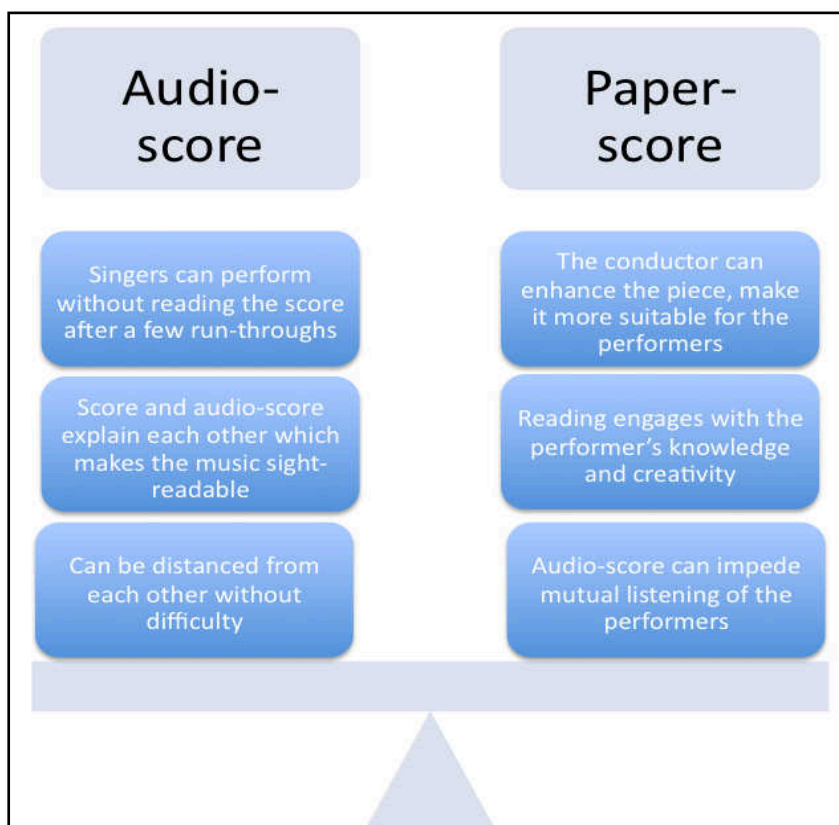 Audio-
score
Singers can perform
without reading the score
after a few run-throughs
Score and audio-score
explain each other which
makes the music sight-
readable
Can be distanced from
each other without
difficulty
Paper-
score
The conductor can
enhance the piece, make
it more suitable for the
performers
Reading engages with the
performer’s knowledge
and creativity
Audio-score can impede
mutual listening of the
performers